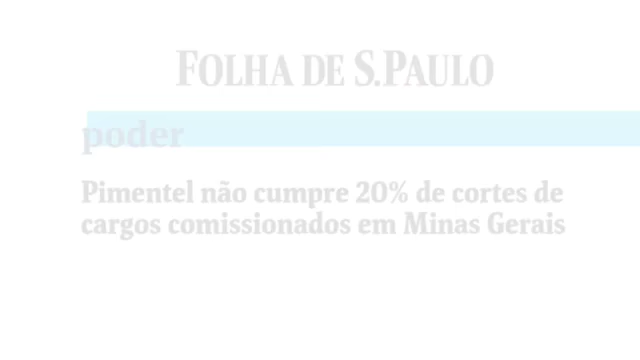 FOLHA DE S.PAULO
poder
Pimentel não cumpre 20% de cortes de
cargos comissionados em Minas Gerais